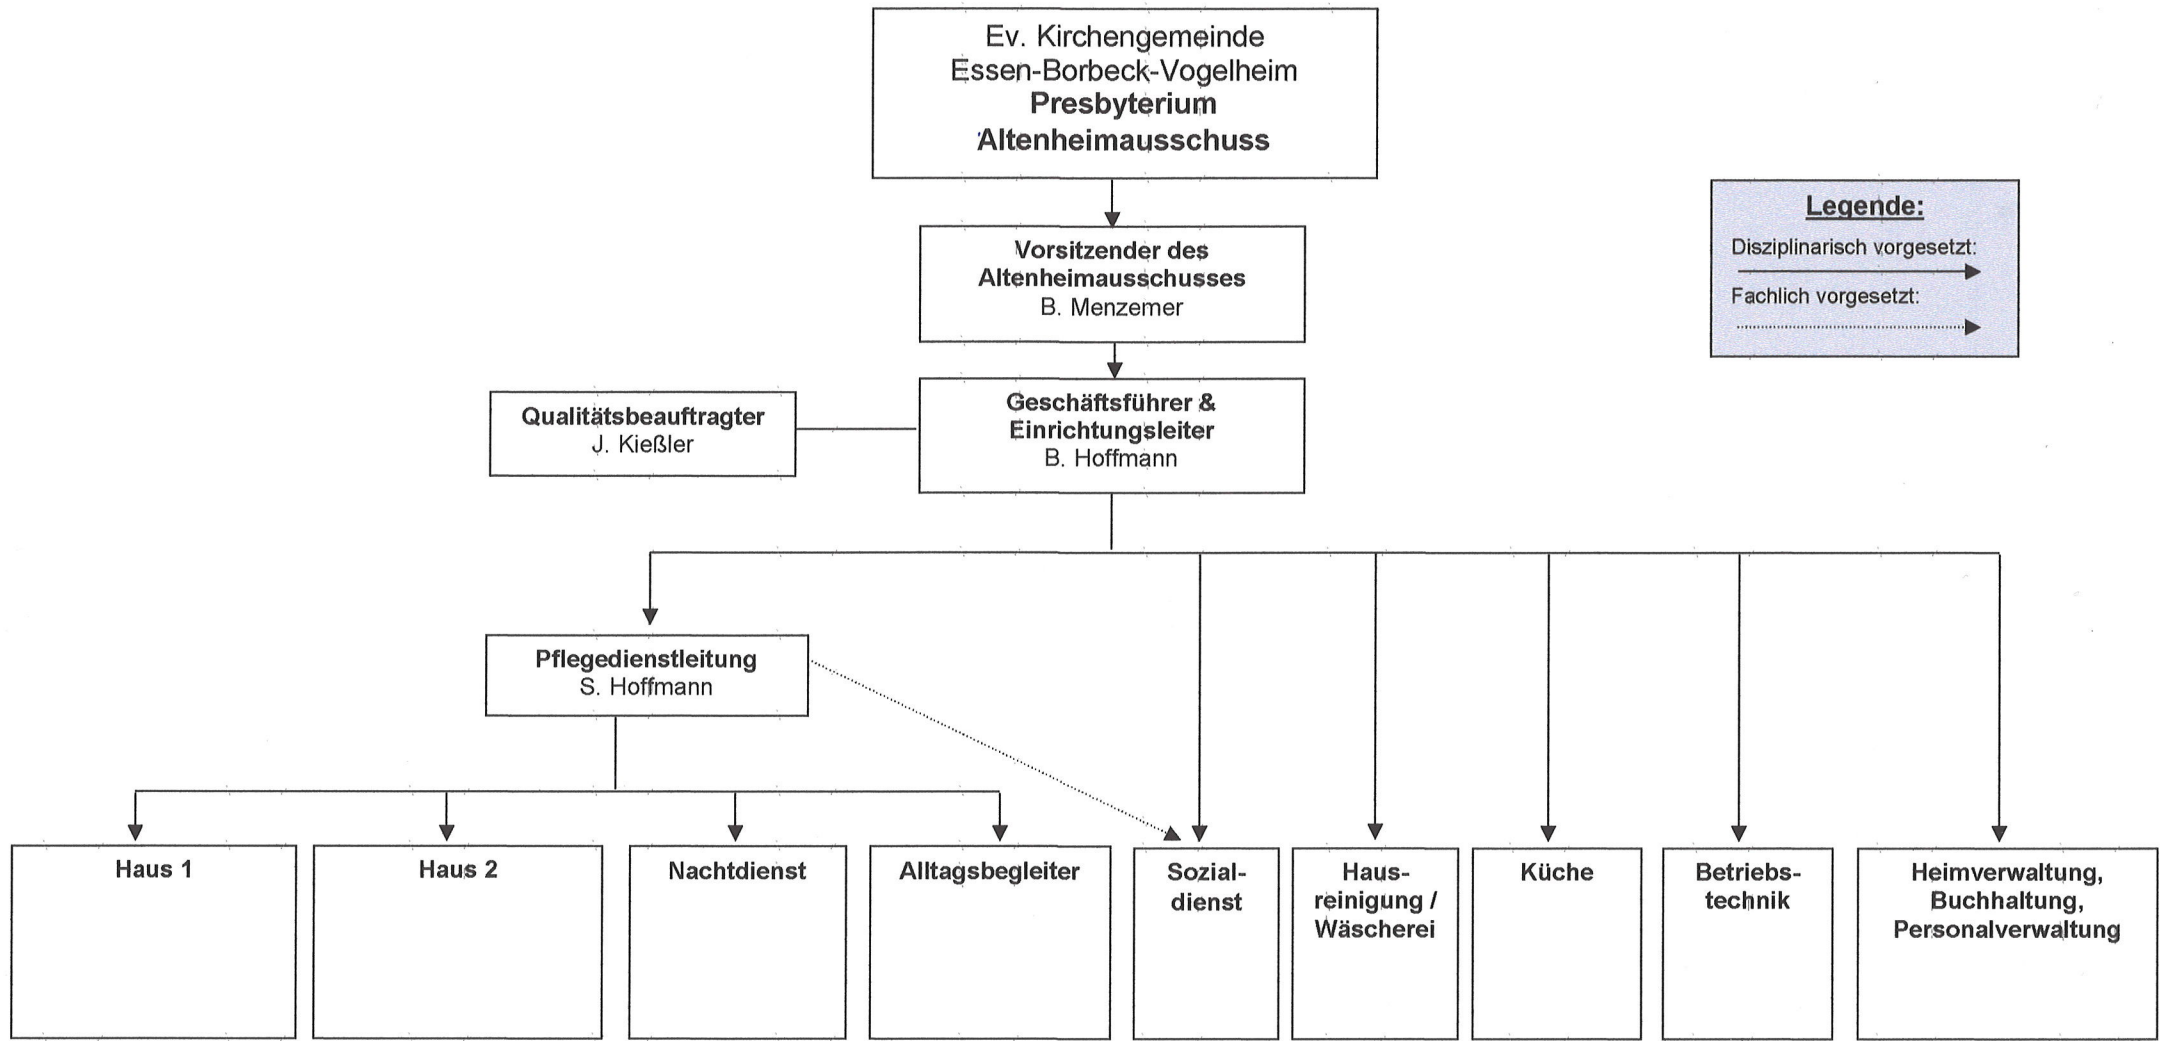 Ev. Kirchengemeinde
Essen-Borbeck-Vogelheim
Presbyterium
Altenheimausschuss
Legende:
Disziplinarisch vorgesetzt:
Fachlich vorgesetzt:
Vorsitzender des
Altenheimausschusses
B. Menzemer
Qualitätsbeauftragter
J. Kießler
Geschäftsführer &
Einrichtungsleiter
B. Hoffmann
Pflegedienstleitung
S. Hoffmann
Haus 1
Haus 2
Nachtdienst
Alltagsbegleiter
Sozial-
dienst
Haus-
reinigung /
Wäscherei
Küche
Betriebs-
technik
Heimverwaltung,
Buchhaltung,
Personalverwaltung